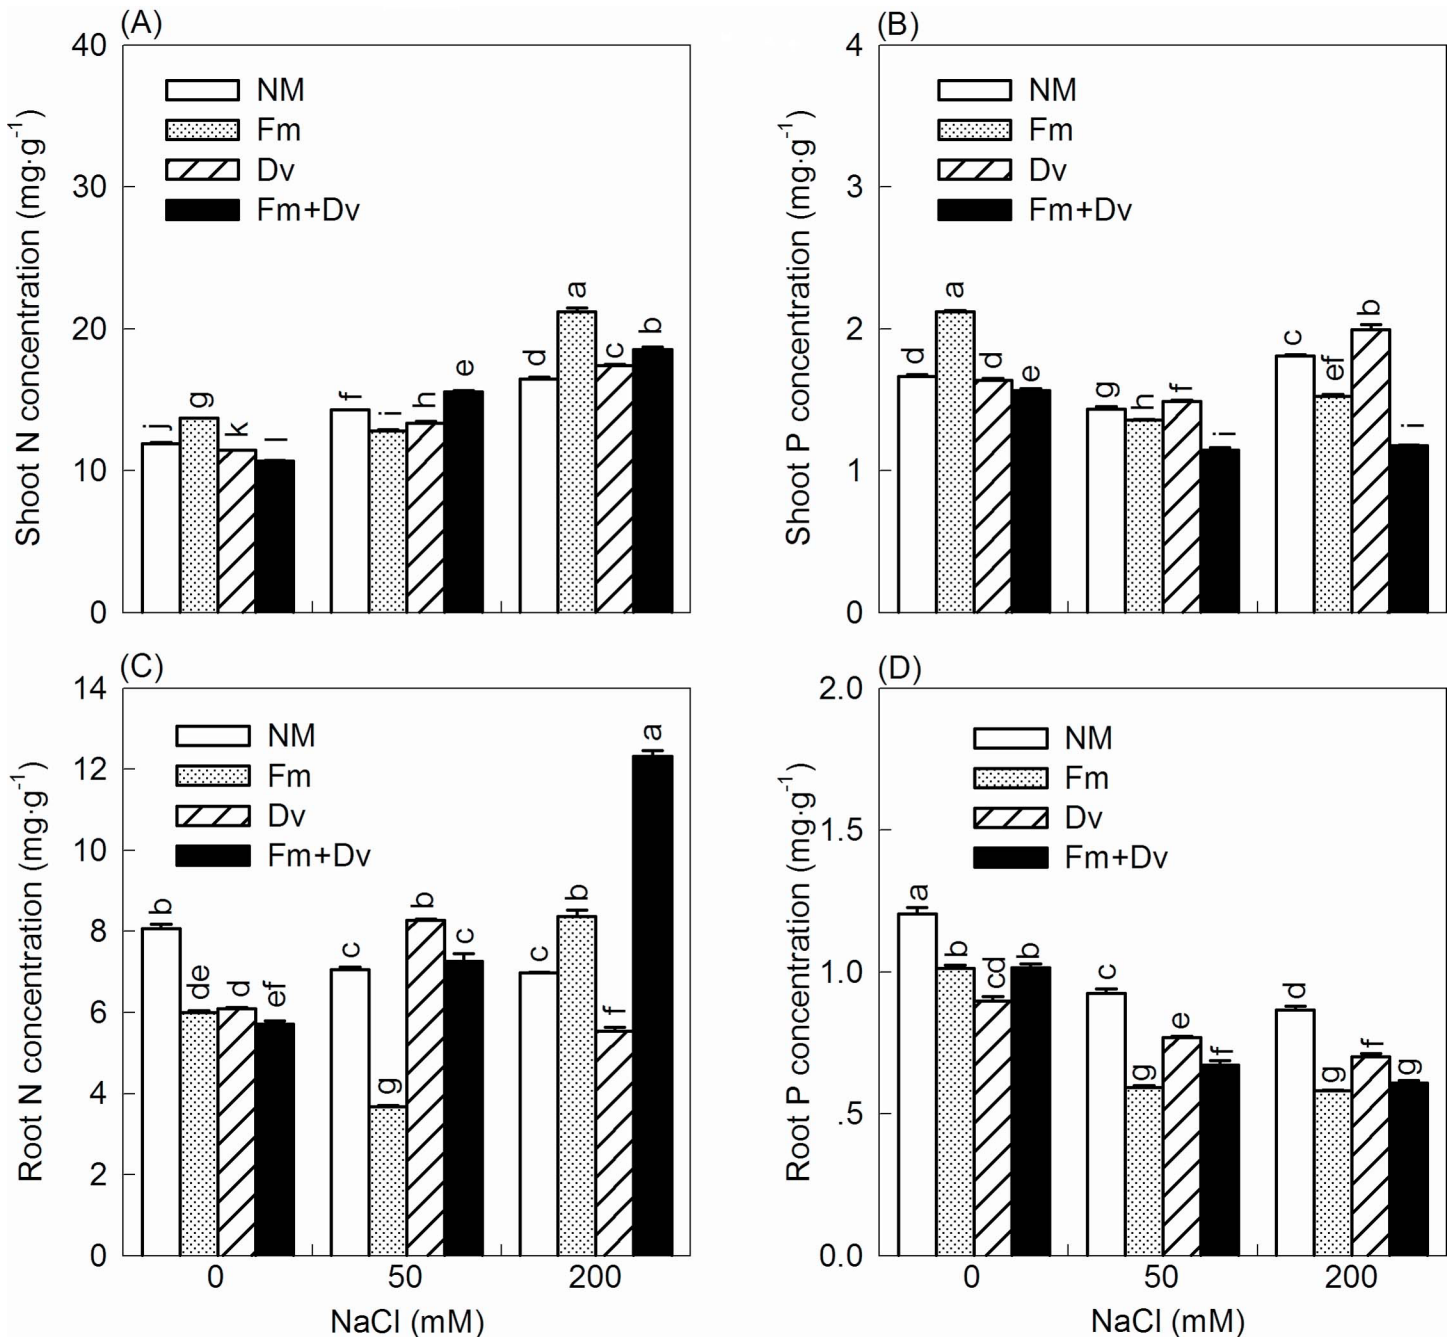 (A)
40
30
20
10
0
Shoot N concentration (mg·g⁻¹)
NM
Fm
Dv
Fm+Dv
j
g
k
l
f
i
h
e
d
a
c
b
(B)
4
3
2
1
0
Shoot P concentration (mg·g⁻¹)
NM
Fm
Dv
Fm+Dv
d
a
d
e
g
h
f
i
c
ef
b
i
(C)
14
12
10
8
6
4
2
0
Root N concentration (mg·g⁻¹)
NM
Fm
Dv
Fm+Dv
b
de
d
ef
c
g
b
c
c
b
f
a
0
50
200
NaCl (mM)
(D)
2.0
1.5
1.0
.5
0.0
Root P concentration (mg·g⁻¹)
NM
Fm
Dv
Fm+Dv
a
b
cd
b
c
g
e
f
d
g
f
g
0
50
200
NaCl (mM)